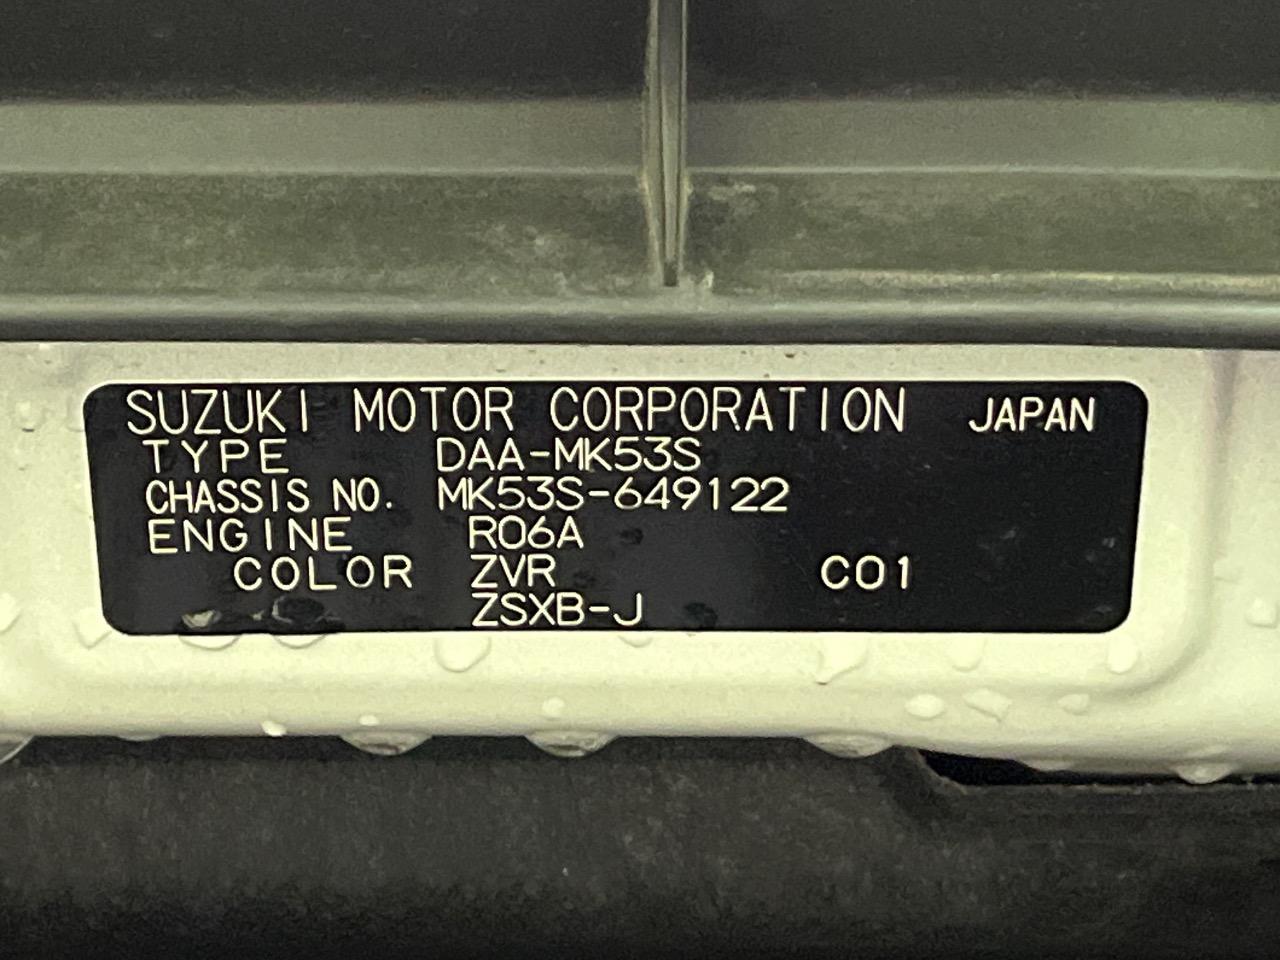 SUZUKI MOTOR CORPORATION JAPAN
TYPE DAA-MK53S
CHASSIS NO. MK53S-649122
ENGINE R06A
COLOR ZVR C01
ZSXB-J